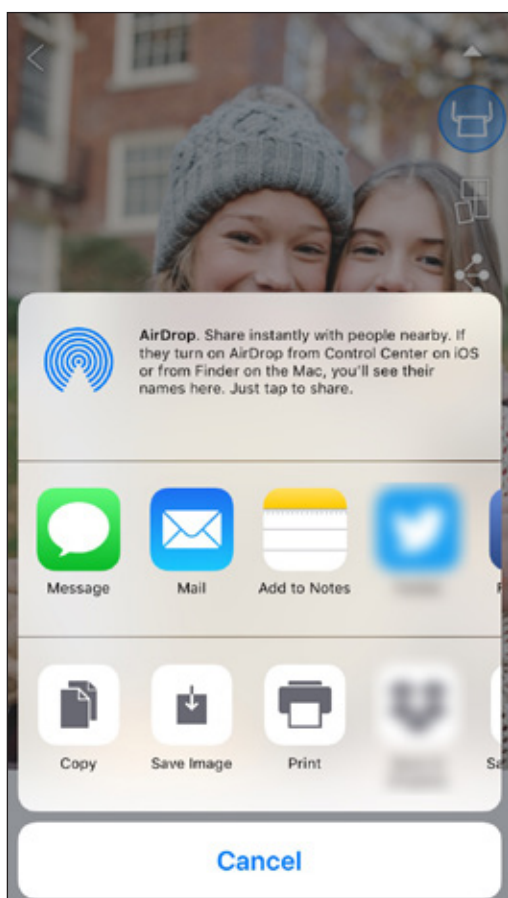 AirDrop. Share instantly with people nearby. If
they turn on AirDrop from Control Center on iOS
or from Finder on the Mac, you'll see their
names here. Just tap to share.
Message
Mail
Add to Notes
Copy
Save Image
Print
Cancel